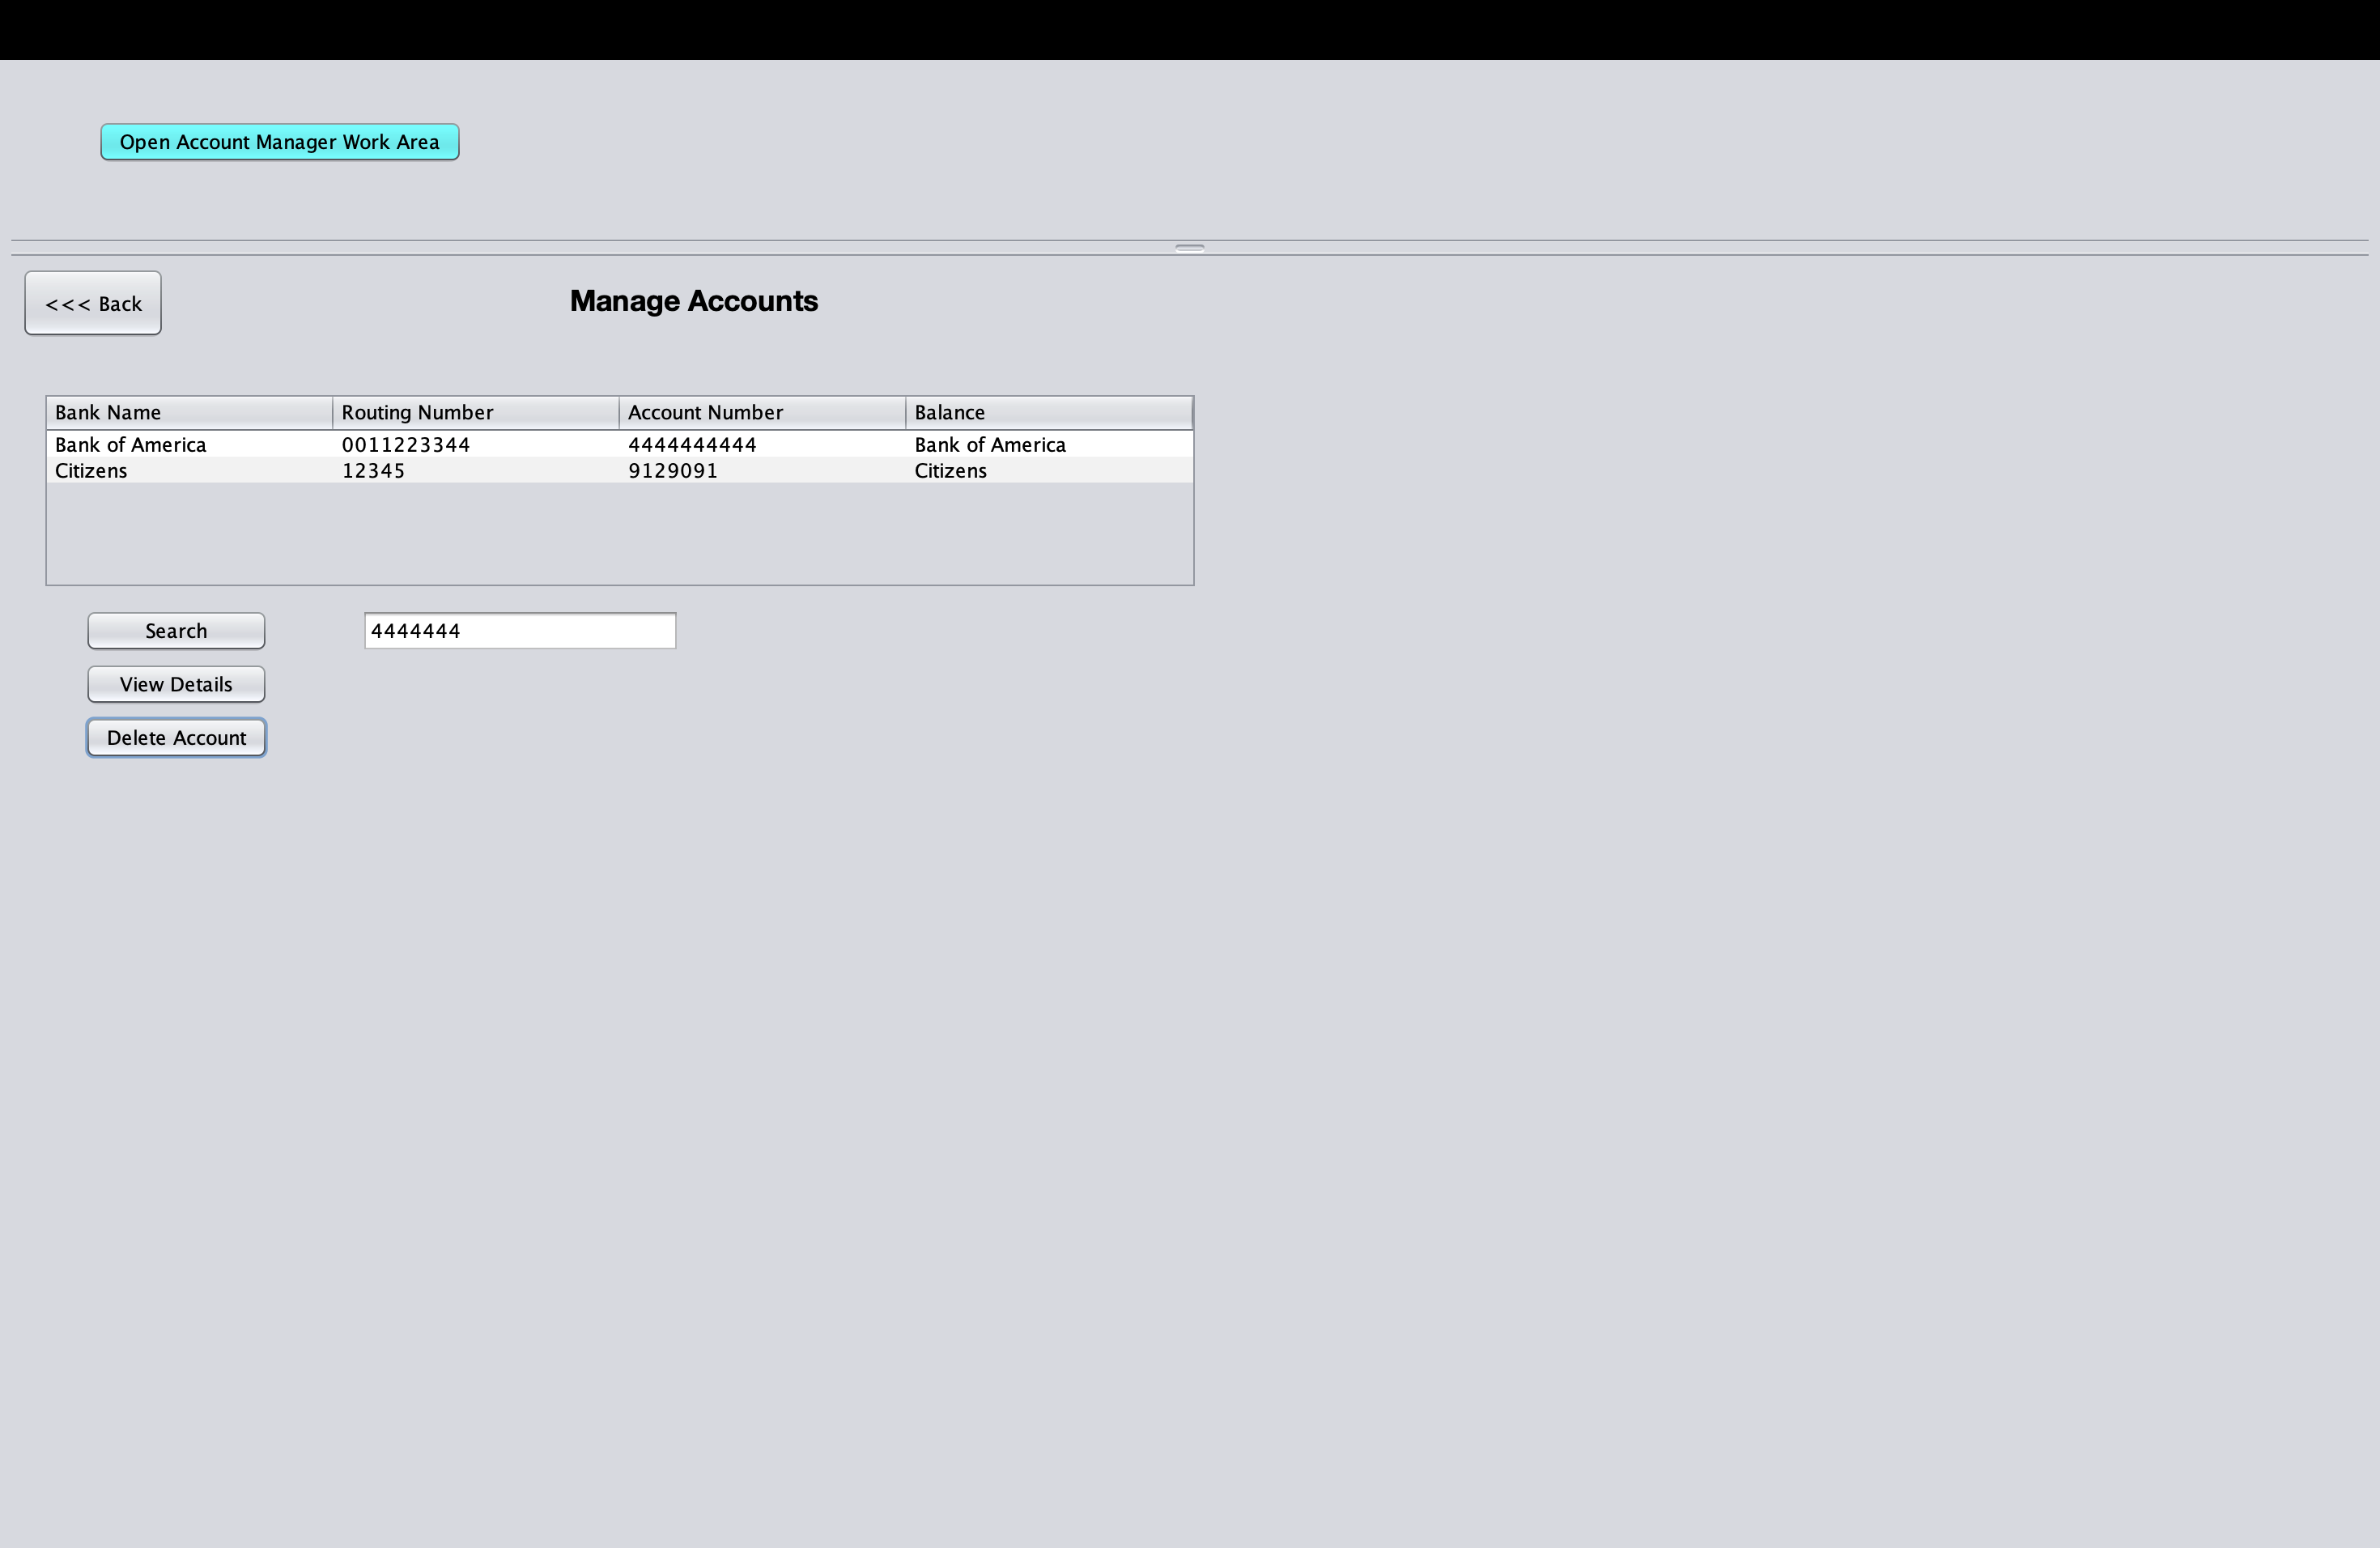 Open Account Manager Work Area
<<< Back
Manage Accounts
Bank Name Routing Number Account Number Balance
Bank of America 0011223344 4444444444 Bank of America
Citizens 12345 9129091 Citizens
Search 4444444
View Details
Delete Account